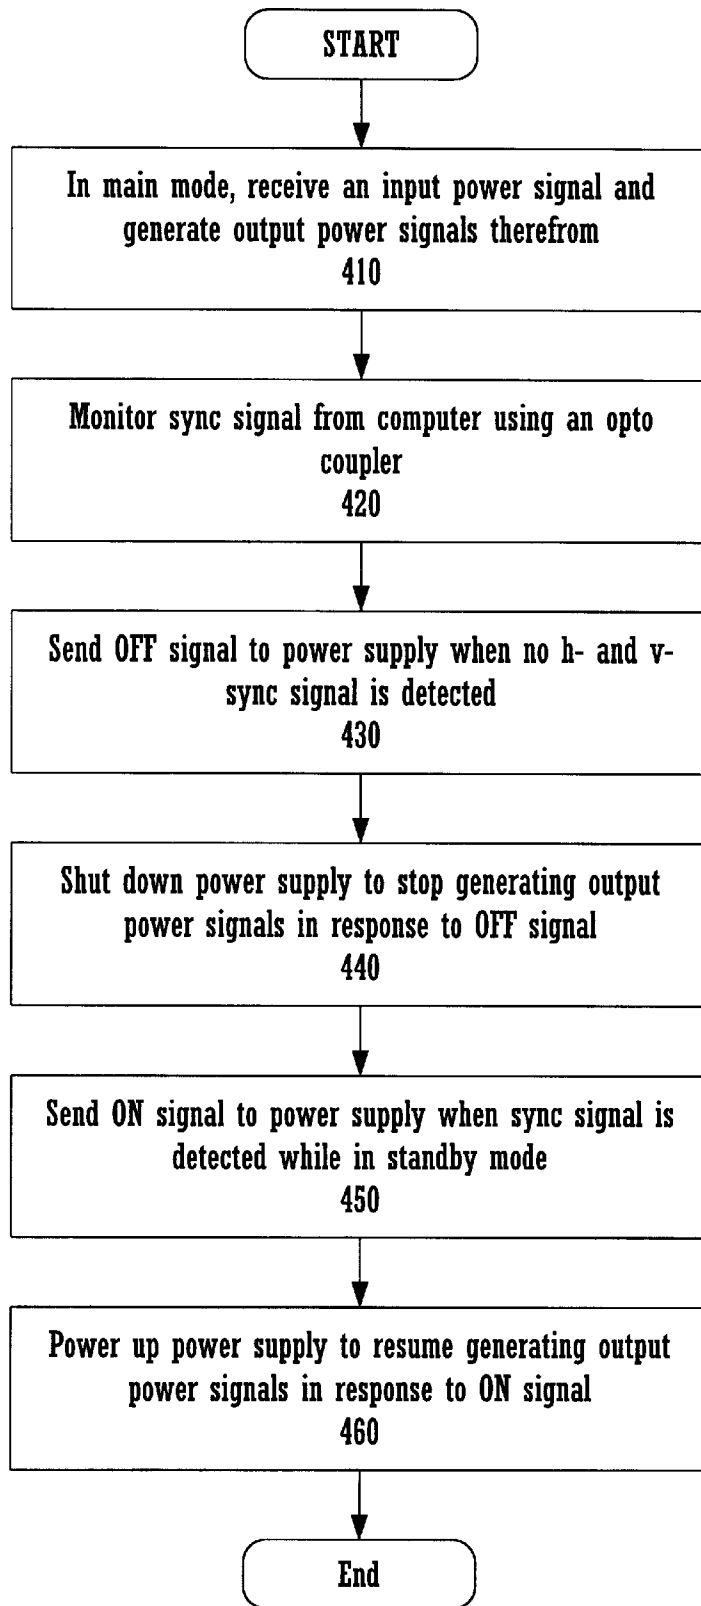 START
In main mode, receive an input power signal and
generate output power signals therefrom
410
Monitor sync signal from computer using an opto
coupler
420
Send OFF signal to power supply when no h- and v-
sync signal is detected
430
Shut down power supply to stop generating output
power signals in response to OFF signal
440
Send ON signal to power supply when sync signal is
detected while in standby mode
450
Power up power supply to resume generating output
power signals in response to ON signal
460
End